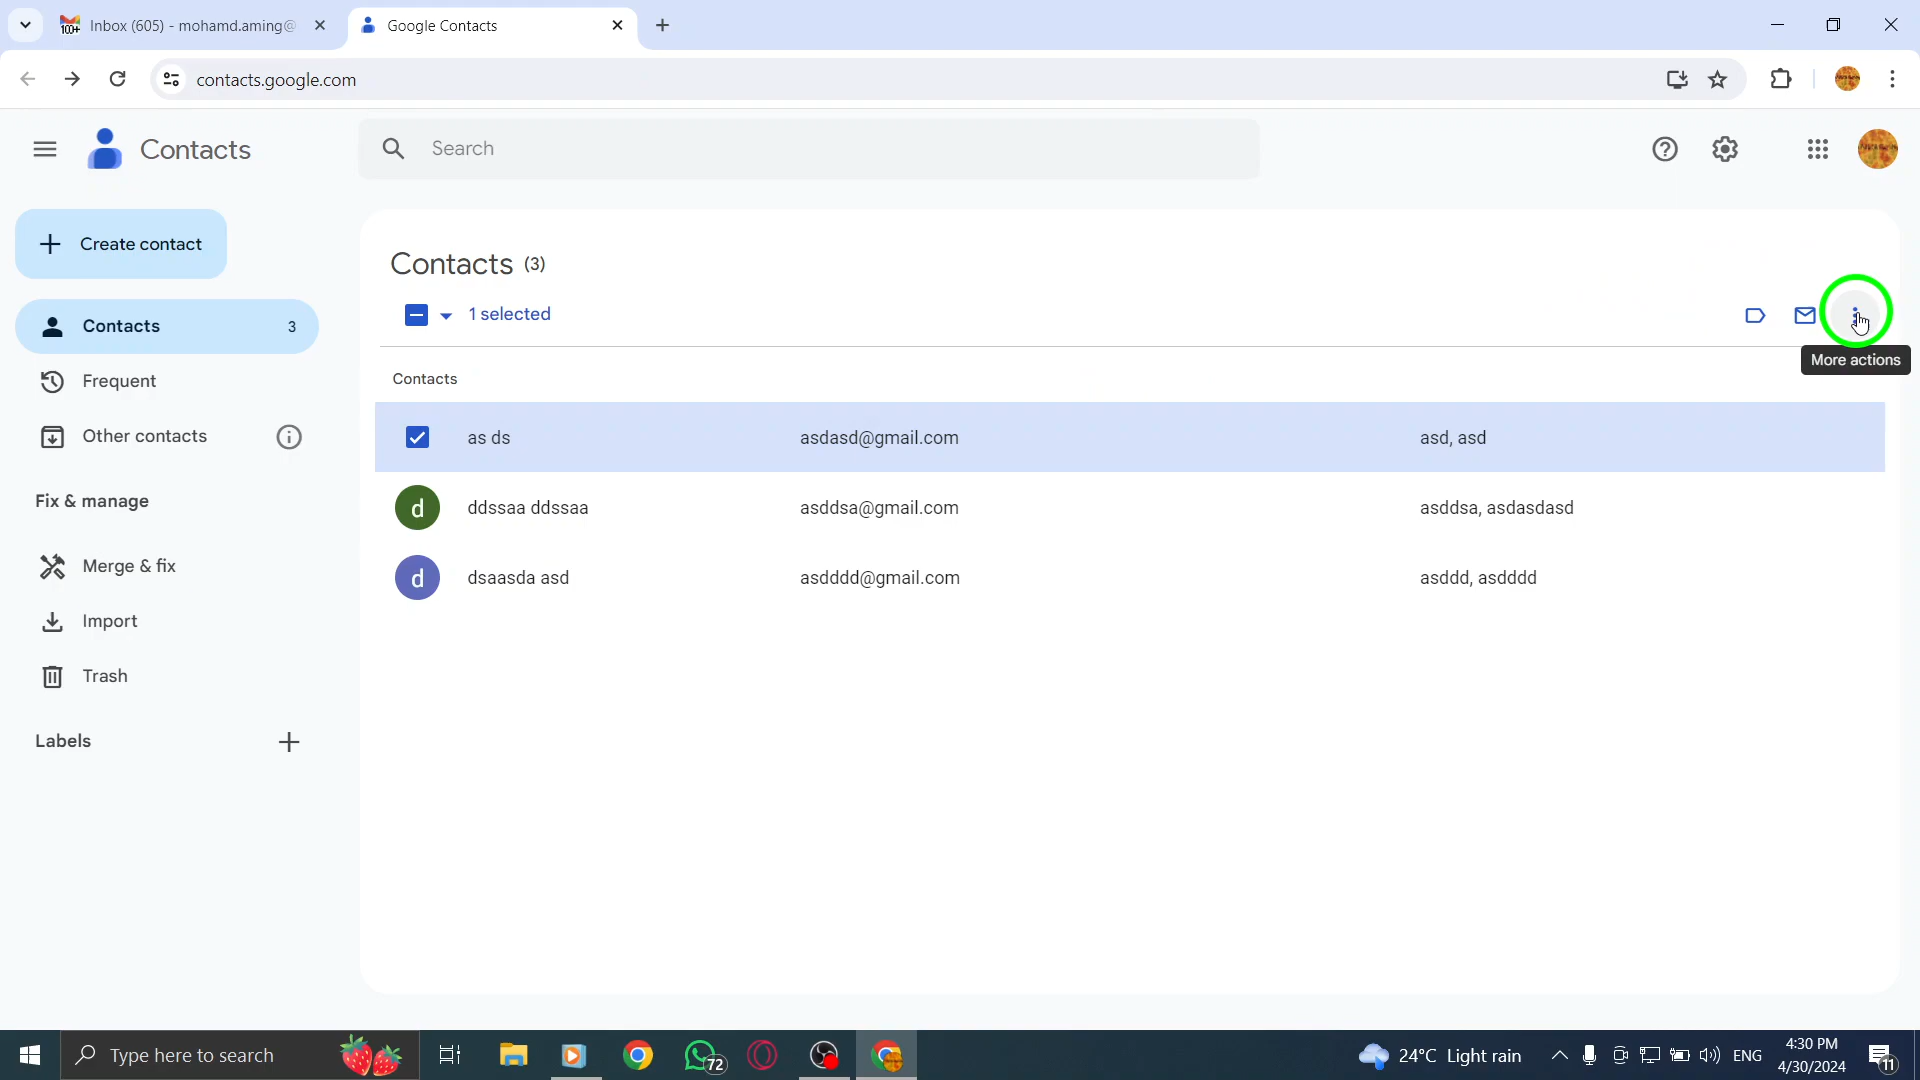 Inbox (605) - mohamd.aming@
Google Contacts
contacts.google.com
Contacts
Search
Create contact
Contacts (3)
1 selected
Contacts 3
More actions
Frequent
Contacts
Other contacts
as ds asdasd@gmail.com asd, asd
d ddssaa ddssaa asddsa@gmail.com asddsa, asdasdasd
d dsaasda asd asdddd@gmail.com asddd, asdddd
Fix & manage
Merge & fix
Import
Trash
Labels
Type here to search
72
24°C Light rain
ENG
4:30 PM
4/30/2024
11